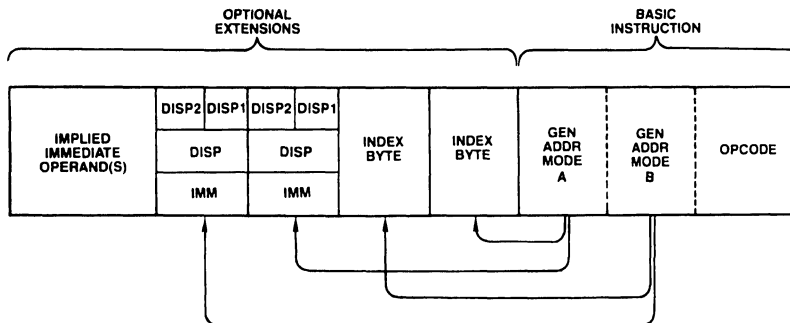 OPTIONAL
EXTENSIONS
BASIC
INSTRUCTION
IMPLIED
IMMEDIATE
OPERAND(S)
DISP2 DISP1 DISP2 DISP1
DISP DISP
IMM IMM
INDEX
BYTE
INDEX
BYTE
GEN
ADDR
MODE
A
GEN
ADDR
MODE
B
OPCODE